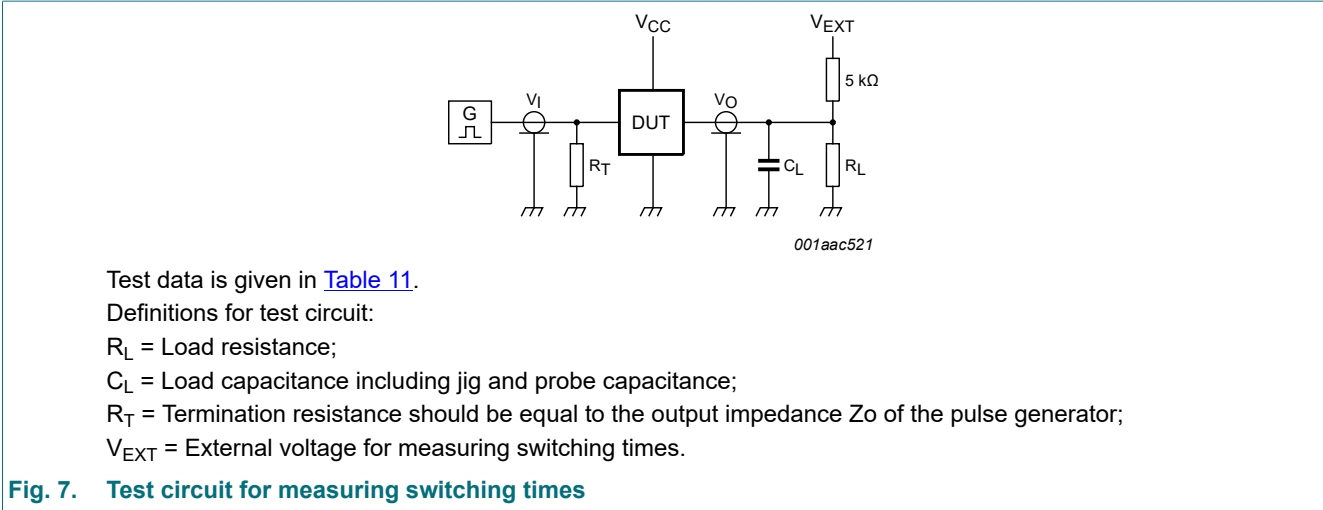 VCC
VEXT
5 kΩ
G
VI
DUT
VO
RT
CL
RL
001aac521
Test data is given in Table 11.
Definitions for test circuit:
RL = Load resistance;
CL = Load capacitance including jig and probe capacitance;
RT = Termination resistance should be equal to the output impedance Zo of the pulse generator;
VEXT = External voltage for measuring switching times.
Fig. 7. Test circuit for measuring switching times